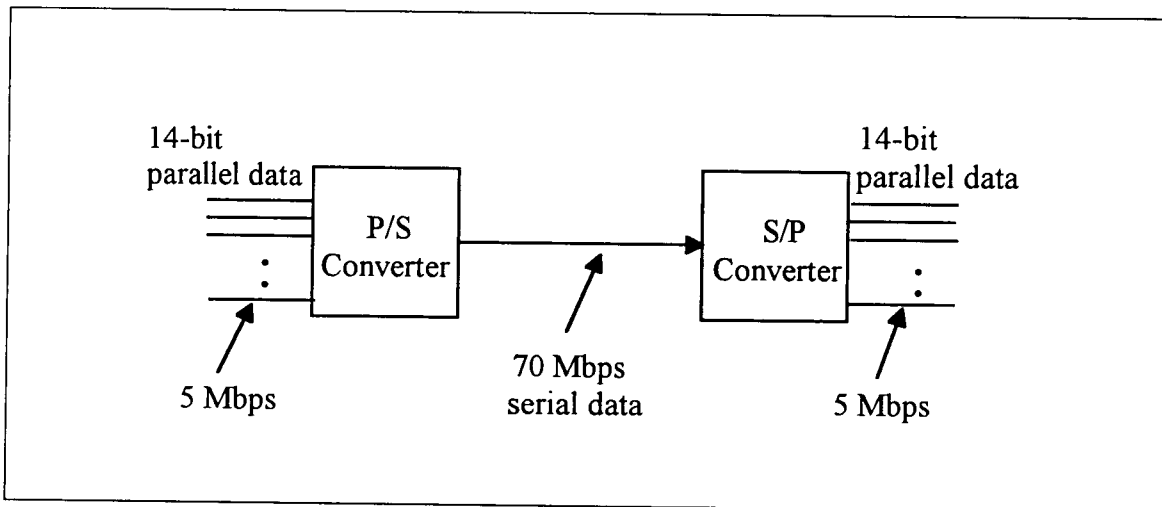 14-bit
parallel data
P/S
Converter
5 Mbps
70 Mbps
serial data
S/P
Converter
14-bit
parallel data
5 Mbps